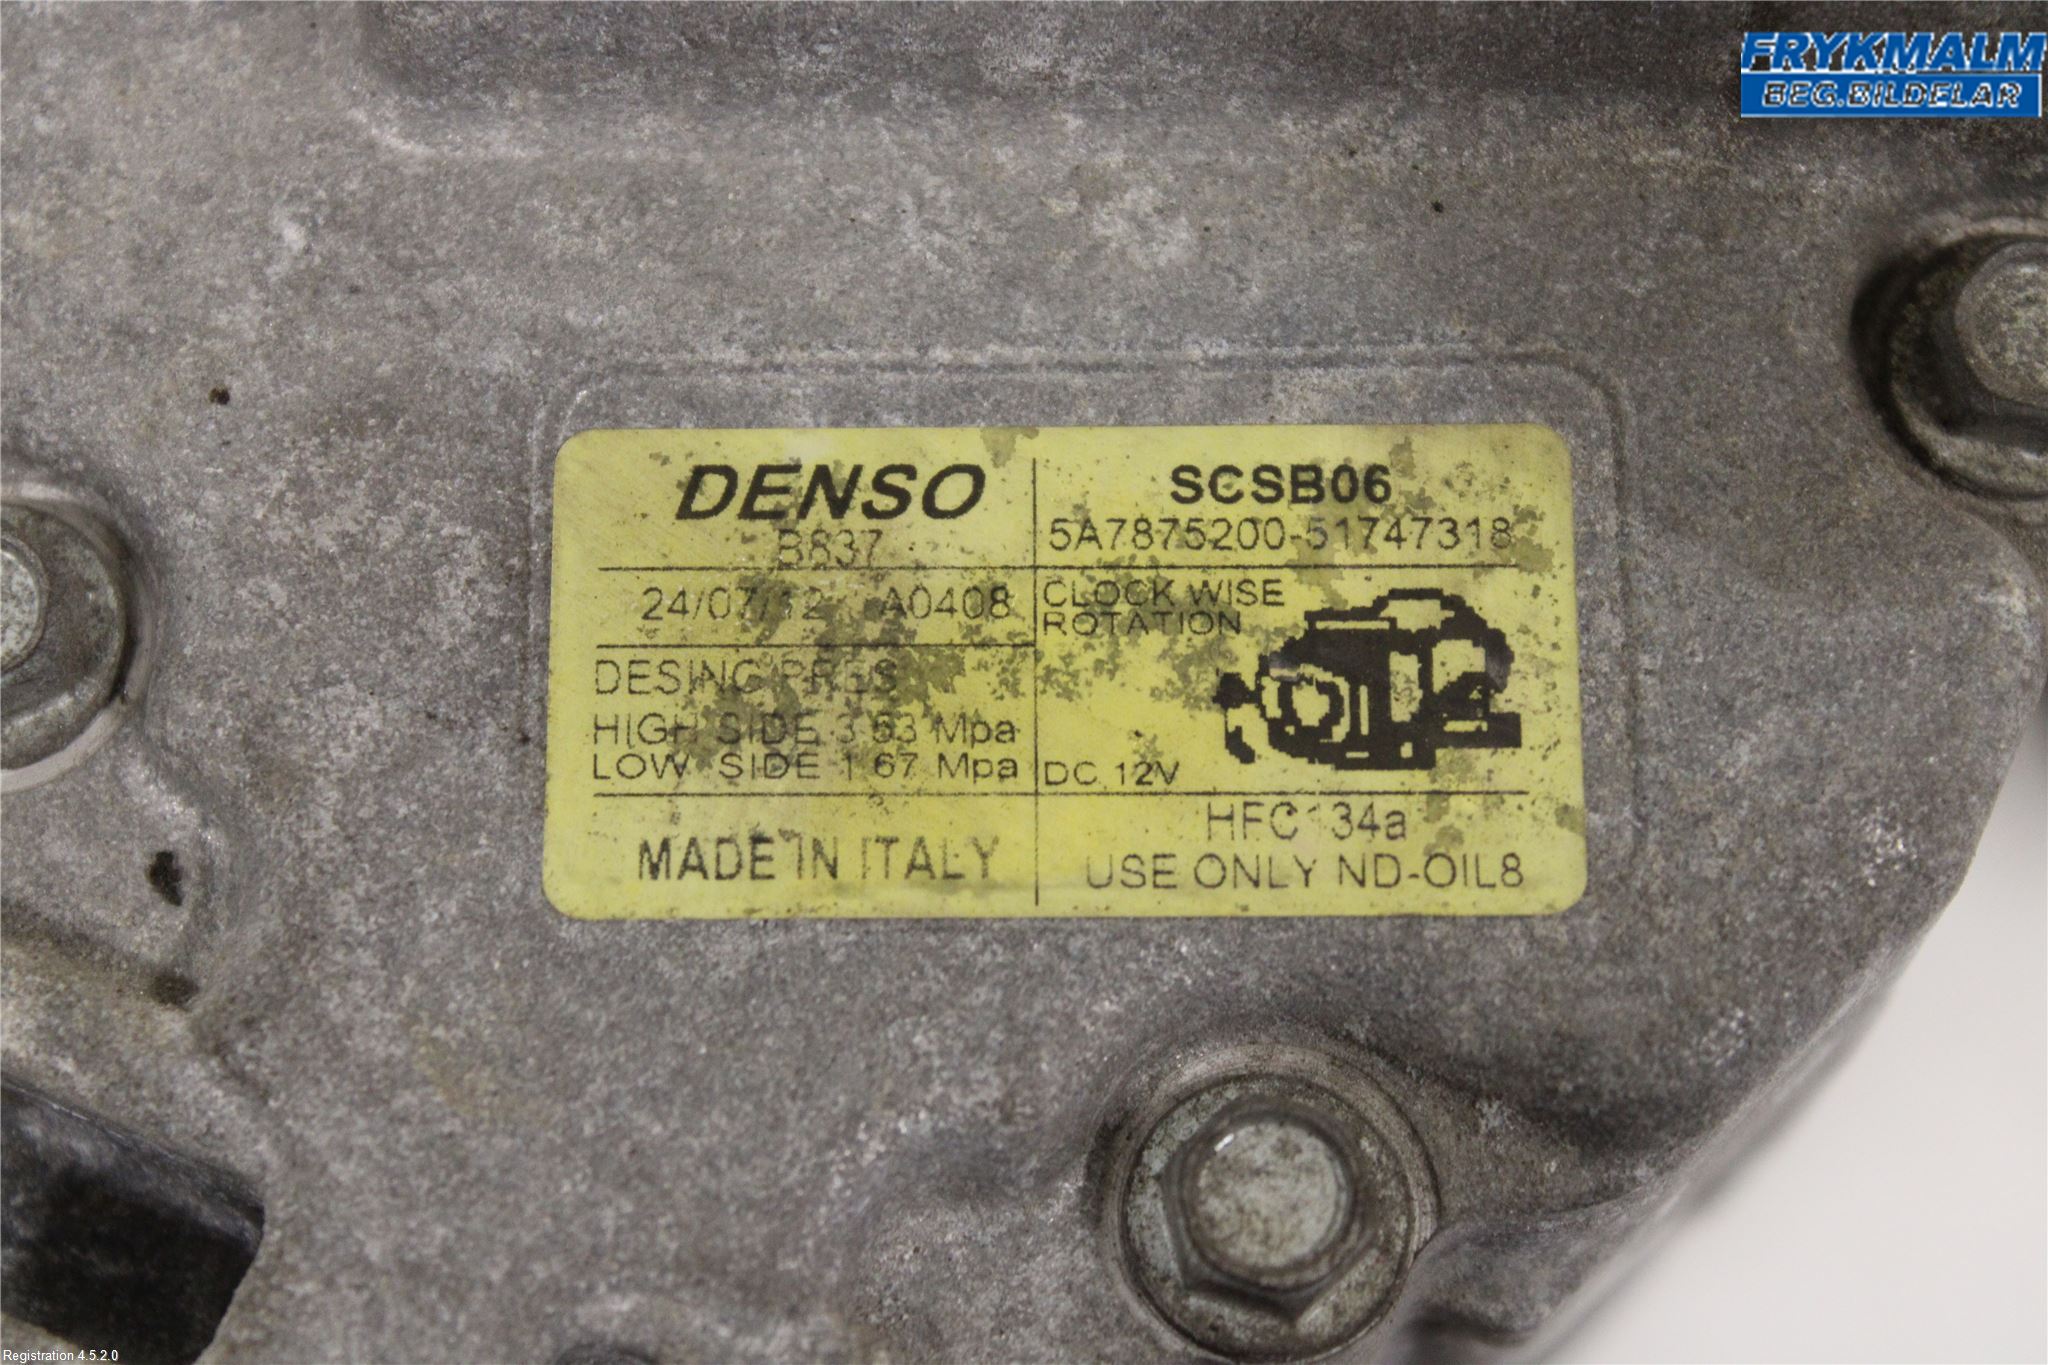 FRYKMALM
BEG.BILDELAR
DENSO
B837
SCSB06
5A7875200-51747318
24/07/12 A0408
CLOCK WISE
ROTATION
DESING PRES
HIGH SIDE 3 53 Mpa
LOW SIDE 1 67 Mpa
DC 12V
MADE IN ITALY
HFC134a
USE ONLY ND-OIL8
Registration 4.5.2.0